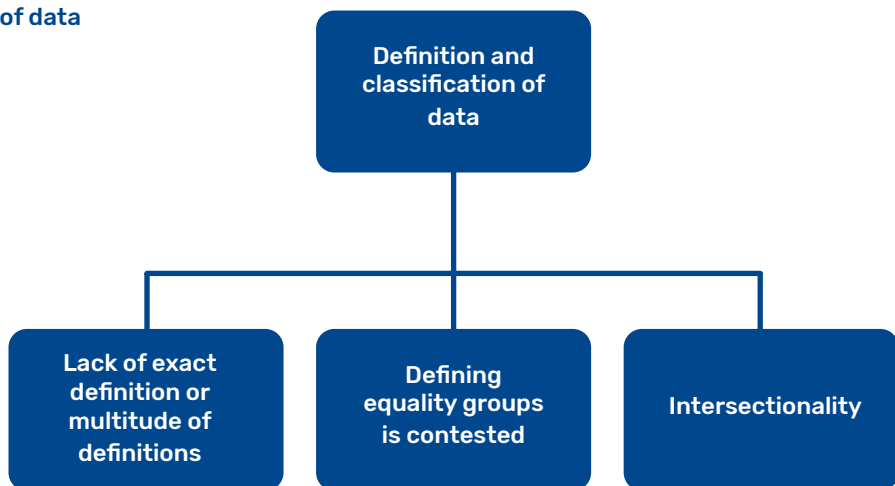 of data
Definition and
classification of
data
Lack of exact
definition or
multitude of
definitions
Defining
equality groups
is contested
Intersectionality